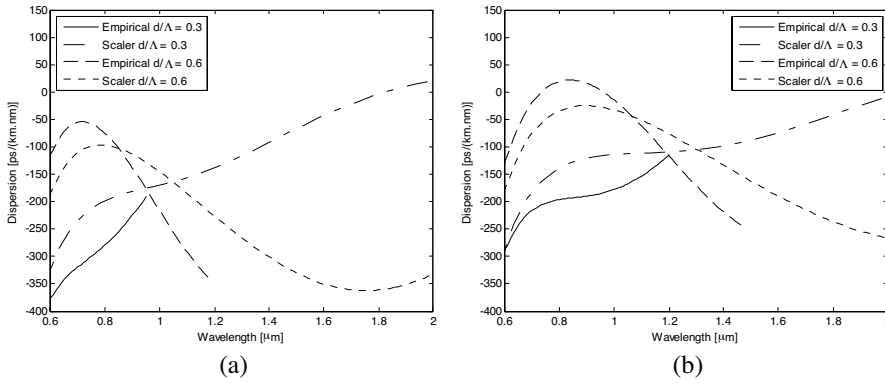 150
100
50
0
-50
-100
-150
-200
-250
-300
-350
-400
Dispersion [ps/(km.nm)]
Empirical d/Λ = 0.3
Scaler d/Λ = 0.3
Empirical d/Λ = 0.6
Scaler d/Λ = 0.6
0.6 0.8 1 1.2 1.4 1.6 1.8 2
Wavelength [μm]
(a)
150
100
50
0
-50
-100
-150
-200
-250
-300
-350
-400
Dispersion [ps/(km.nm)]
Empirical d/Λ = 0.3
Scaler d/Λ = 0.3
Empirical d/Λ = 0.6
Scaler d/Λ = 0.6
0.6 0.8 1 1.2 1.4 1.6 1.8 2
Wavelength [μm]
(b)